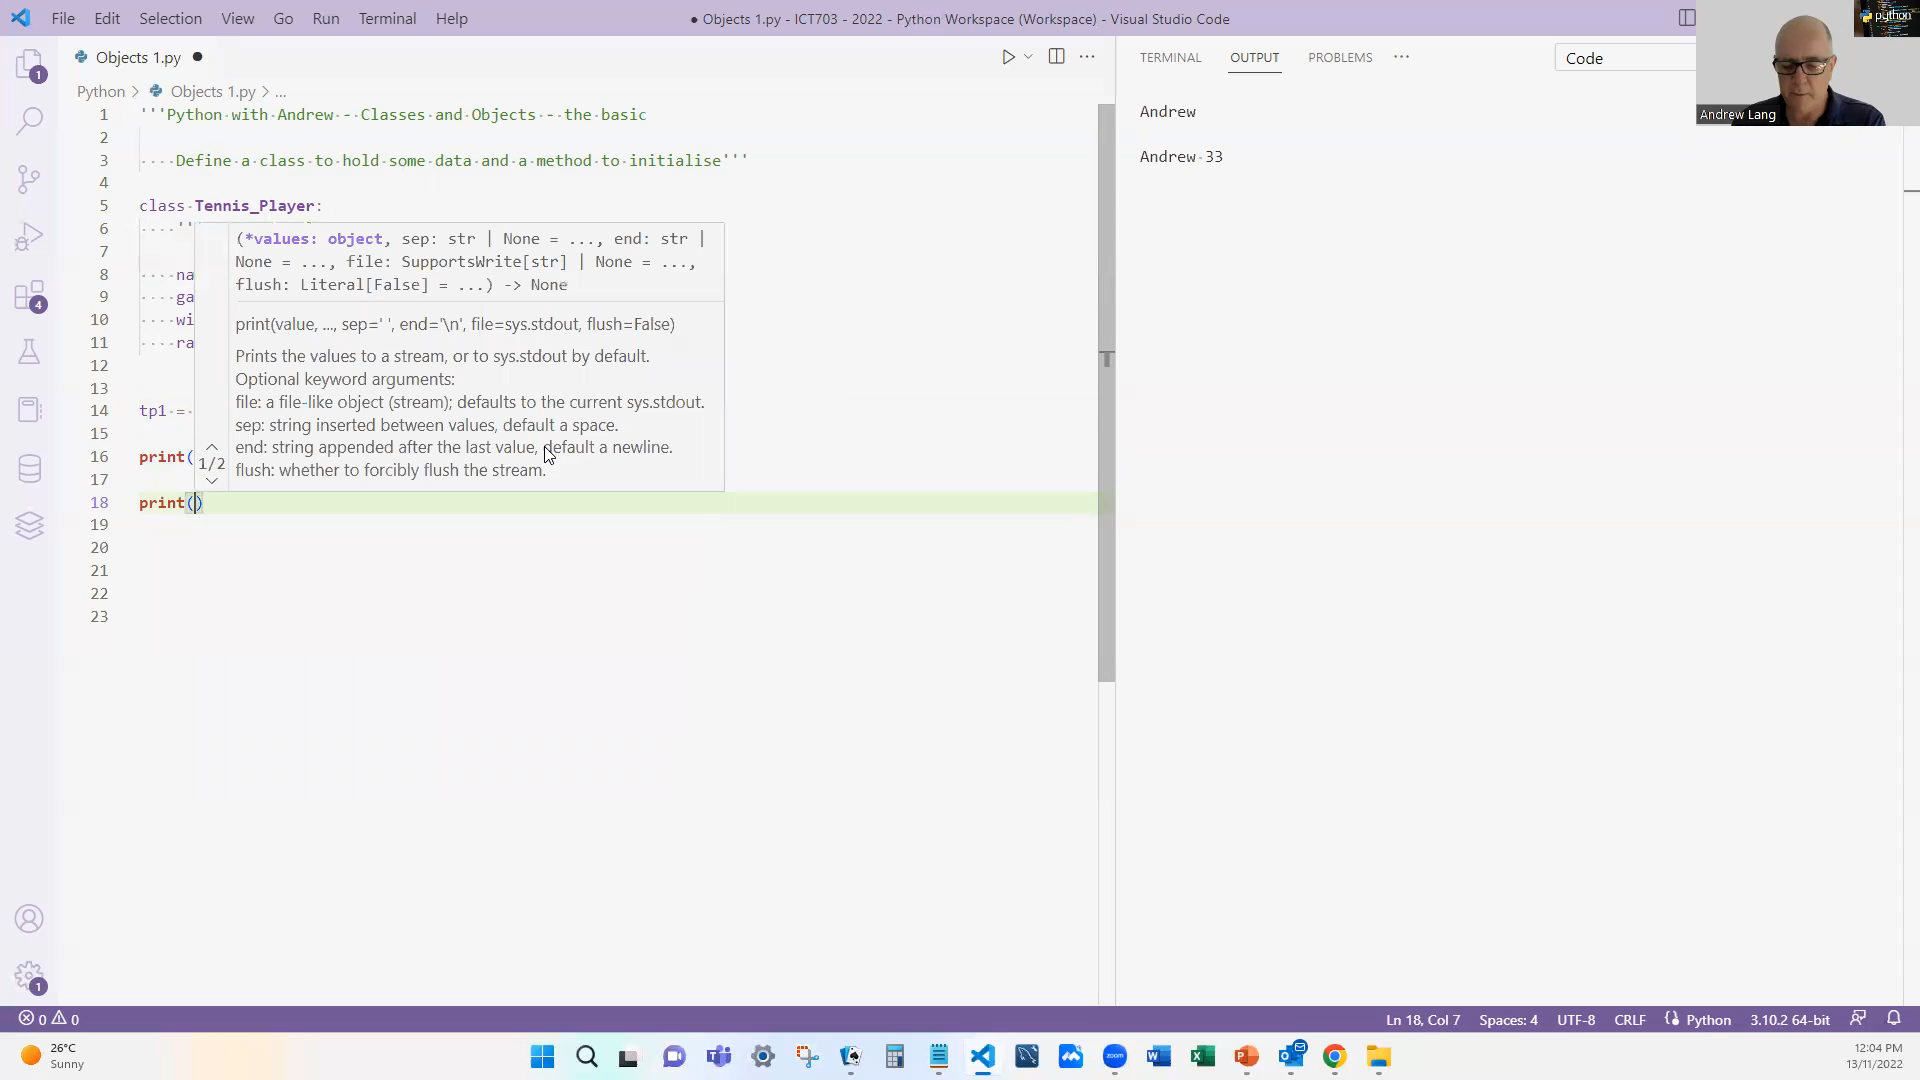 File Edit Selection View Go Run Terminal Help
● Objects 1.py - ICT703 - 2022 - Python Workspace (Workspace) - Visual Studio Code
python
Andrew Lang
Objects 1.py
TERMINAL OUTPUT PROBLEMS ···
Code
Python > Objects 1.py > ...
1 '''Python with Andrew - Classes and Objects - the basic
2
3 Define a class to hold some data and a method to initialise'''
4
5 class Tennis_Player:
6 ''
7
8 na
9 ga
10 wi
11 ra
12
13
14 tp1 =
15
16 print(
17
18 print()
19
20
21
22
23
(*values: object, sep: str | None = ..., end: str |
None = ..., file: SupportsWrite[str] | None = ...,
flush: Literal[False] = ...) -> None
print(value, ..., sep=' ', end='\n', file=sys.stdout, flush=False)
Prints the values to a stream, or to sys.stdout by default.
Optional keyword arguments:
file: a file-like object (stream); defaults to the current sys.stdout.
sep: string inserted between values, default a space.
end: string appended after the last value, default a newline.
flush: whether to forcibly flush the stream.
1/2
Andrew
Andrew 33
1
4
1
0 0
Ln 18, Col 7 Spaces: 4 UTF-8 CRLF Python 3.10.2 64-bit
26°C
Sunny
zoom
12:04 PM
13/11/2022